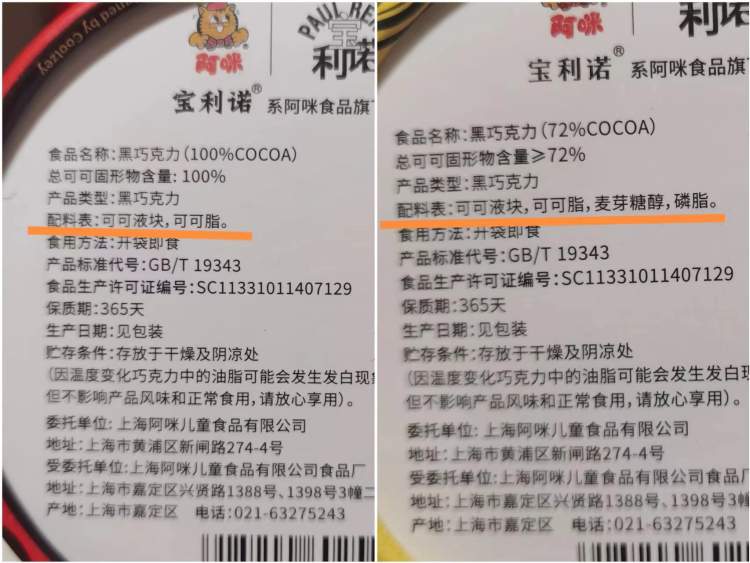 ned by Coolzey
阿咪
PAUL RE
宝
利诺
宝利诺®
系阿咪食品旗
食品名称:黑巧克力(100%COCOA)
总可可固形物含量:100%
产品类型:黑巧克力
配料表:可可液块,可可脂。
食用方法:开袋即食
产品标准代号:GB/T 19343
食品生产许可证编号:SC11331011407129
保质期:365天
生产日期:见包装
贮存条件:存放于干燥及阴凉处
(因温度变化巧克力中的油脂可能会发生发白现
但不影响产品风味和正常食用,请放心享用)。
委托单位:上海阿咪儿童食品有限公司
地址:上海市黄浦区新闸路274-4号
受委托单位:上海阿咪儿童食品有限公司食品厂
地址:上海市嘉定区兴贤路1388号、1398号3幢二
产地:上海市嘉定区 电话:021-63275243
阿咪
利诺
宝利诺®
系阿咪食品旗
食品名称:黑巧克力(72%COCOA)
总可可固形物含量≥72%
产品类型:黑巧克力
配料表:可可液块,可可脂,麦芽糖醇,磷脂。
食用方法:开袋即食
产品标准代号:GB/T 19343
食品生产许可证编号:SC11331011407129
保质期:365天
生产日期:见包装
贮存条件:存放于干燥及阴凉处
(因温度变化巧克力中的油脂可能会发生发白
但不影响产品风味和正常食用,请放心享用)。
委托单位:上海阿咪儿童食品有限公司
地址:上海市黄浦区新闸路274-4号
受委托单位:上海阿咪儿童食品有限公司食品厂
地址:上海市嘉定区兴贤路1388号、1398号3幢
产地:上海市嘉定区 电话:021-63275243